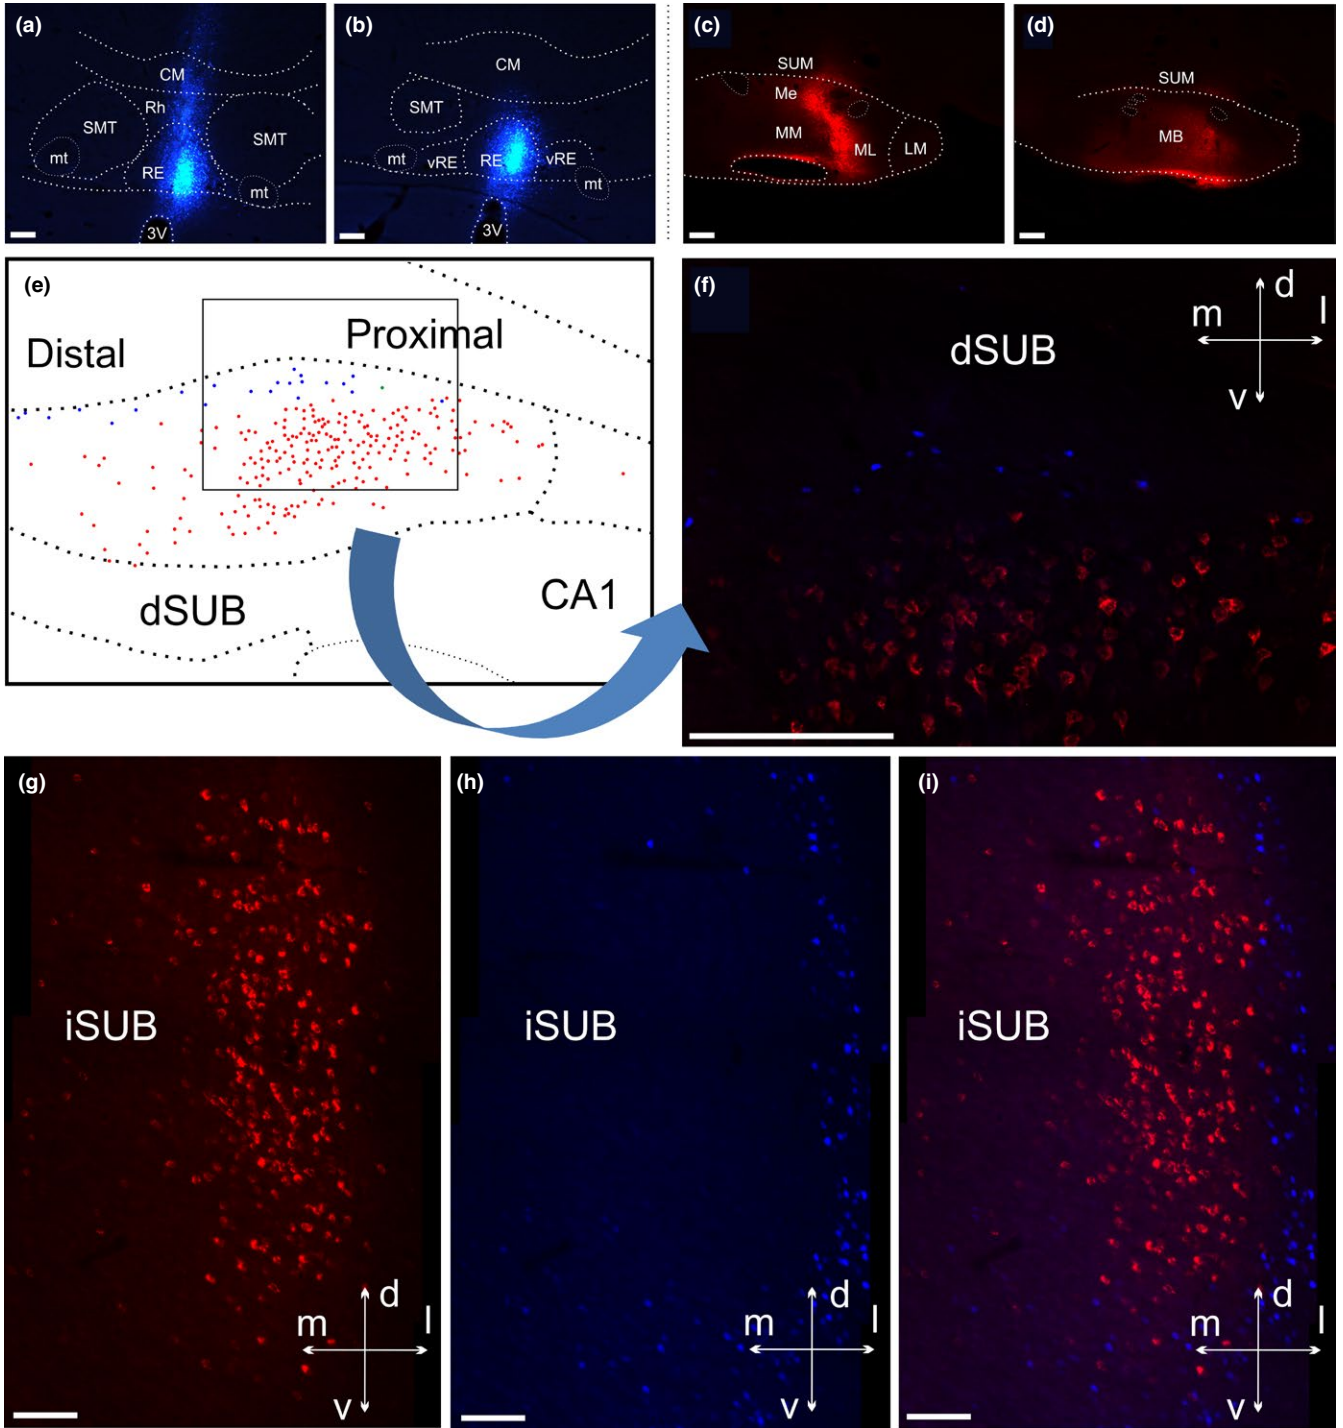 (a)
CM
Rh
SMT
SMT
mt
RE
mt
3V
(b)
CM
SMT
mt
vRE
RE
vRE
mt
3V
(c)
SUM
Me
MM
ML
LM
(d)
SUM
MB
(e)
Distal
Proximal
dSUB
CA1
(f)
dSUB
d
m
l
v
(g)
iSUB
d
m
l
v
(h)
iSUB
d
m
l
v
(i)
iSUB
d
m
l
v